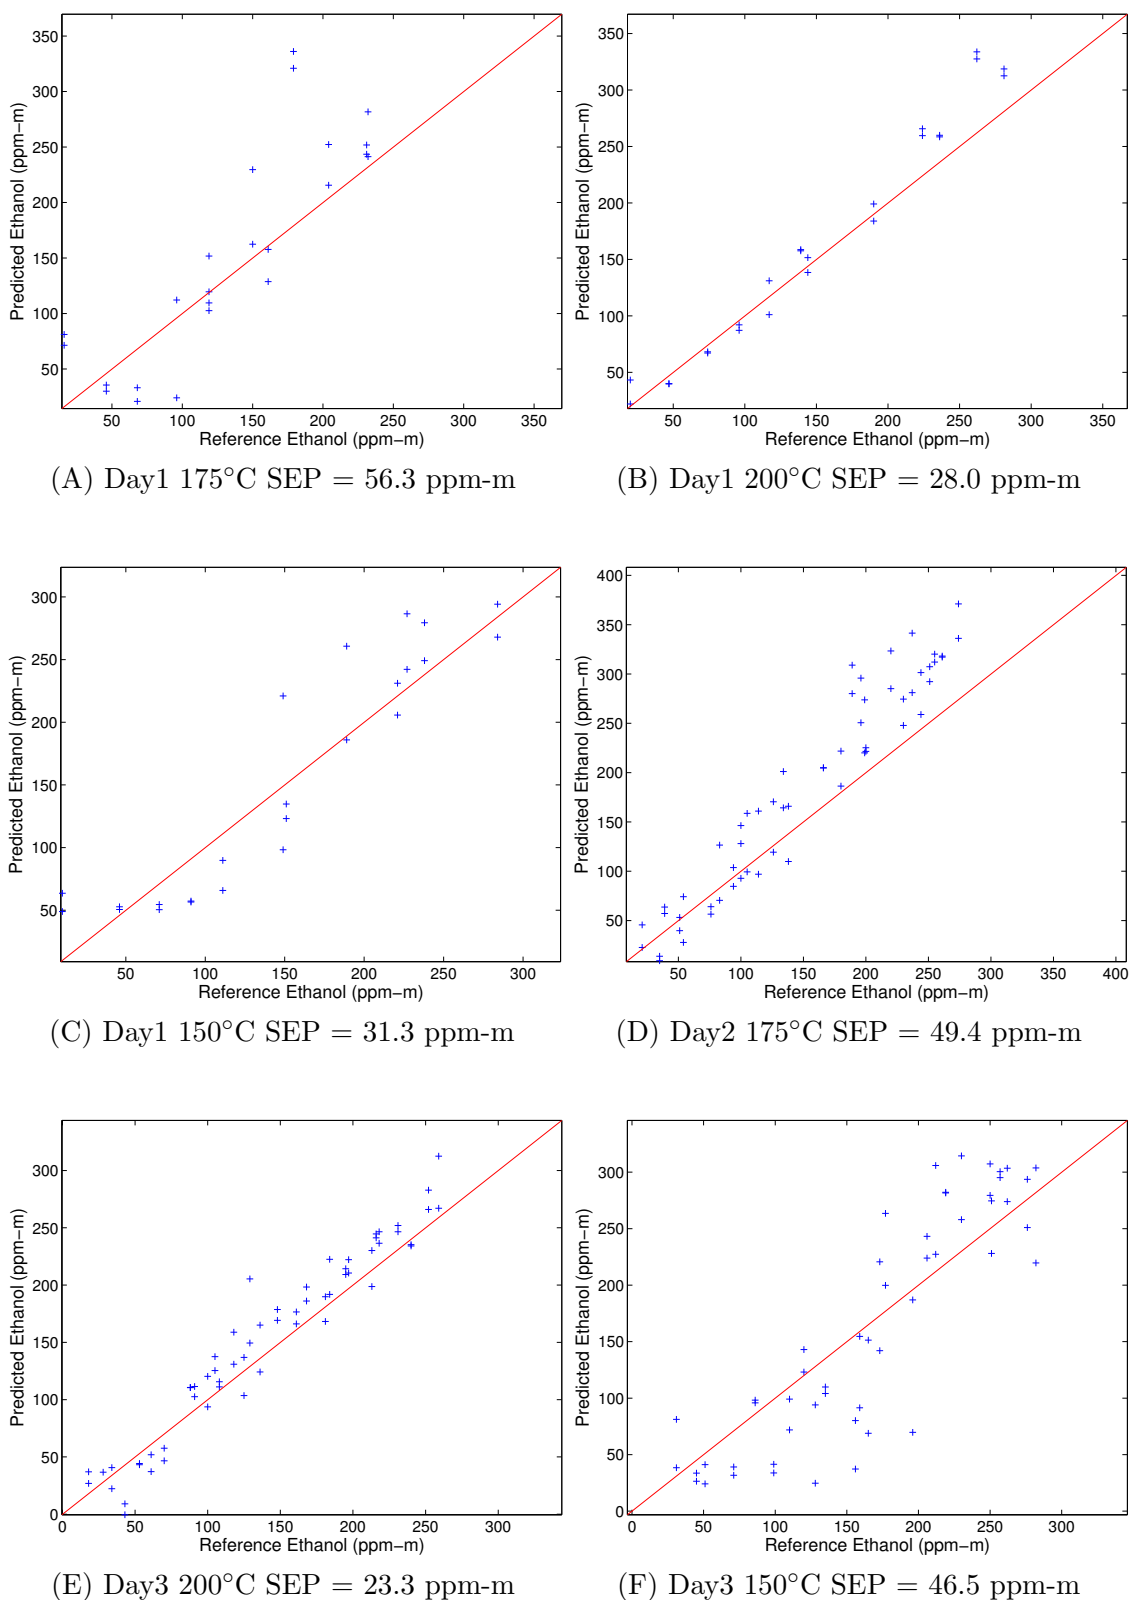 350
300
250
200
150
100
50
Predicted Ethanol (ppm−m)
50 100 150 200 250 300 350
Reference Ethanol (ppm−m)
(A) Day1 175°C SEP = 56.3 ppm-m
350
300
250
200
150
100
50
Predicted Ethanol (ppm−m)
50 100 150 200 250 300 350
Reference Ethanol (ppm−m)
(B) Day1 200°C SEP = 28.0 ppm-m
300
250
200
150
100
50
Predicted Ethanol (ppm−m)
50 100 150 200 250 300
Reference Ethanol (ppm−m)
(C) Day1 150°C SEP = 31.3 ppm-m
400
350
300
250
200
150
100
50
Predicted Ethanol (ppm−m)
50 100 150 200 250 300 350 400
Reference Ethanol (ppm−m)
(D) Day2 175°C SEP = 49.4 ppm-m
300
250
200
150
100
50
0
Predicted Ethanol (ppm−m)
0 50 100 150 200 250 300
Reference Ethanol (ppm−m)
(E) Day3 200°C SEP = 23.3 ppm-m
300
250
200
150
100
50
0
Predicted Ethanol (ppm−m)
0 50 100 150 200 250 300
Reference Ethanol (ppm−m)
(F) Day3 150°C SEP = 46.5 ppm-m